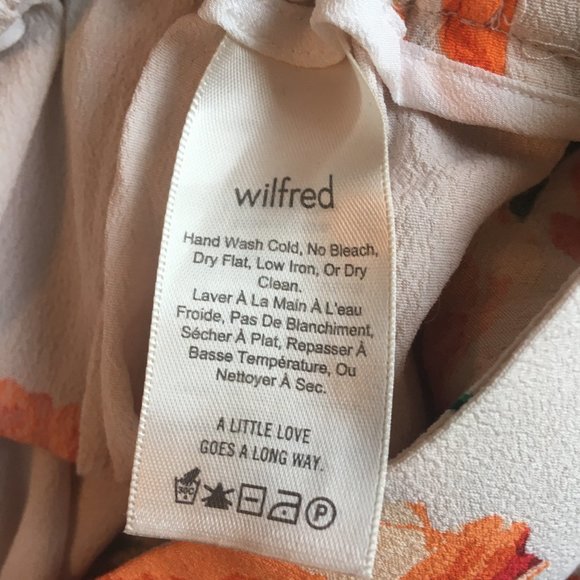 wilfred
Hand Wash Cold, No Bleach,
Dry Flat, Low Iron, Or Dry
Clean.
Laver À La Main À L'eau
Froide, Pas De Blanchiment,
Sécher À Plat, Repasser À
Basse Température, Ou
Nettoyer À Sec.
A LITTLE LOVE
GOES A LONG WAY.
30C P